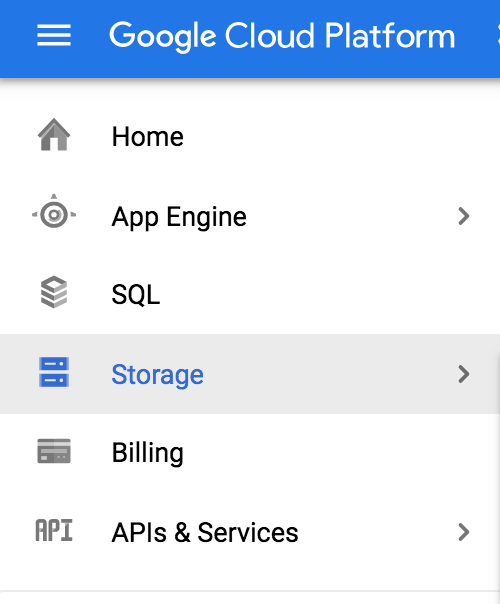 Google Cloud Platform
Home
App Engine
SQL
Storage
Billing
API APIs & Services